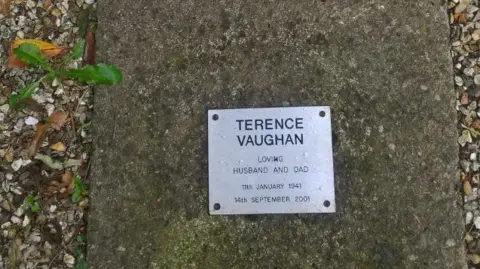 TERENCE
VAUGHAN
LOVING
HUSBAND AND DAD
11th JANUARY 1941
14th SEPTEMBER 2001